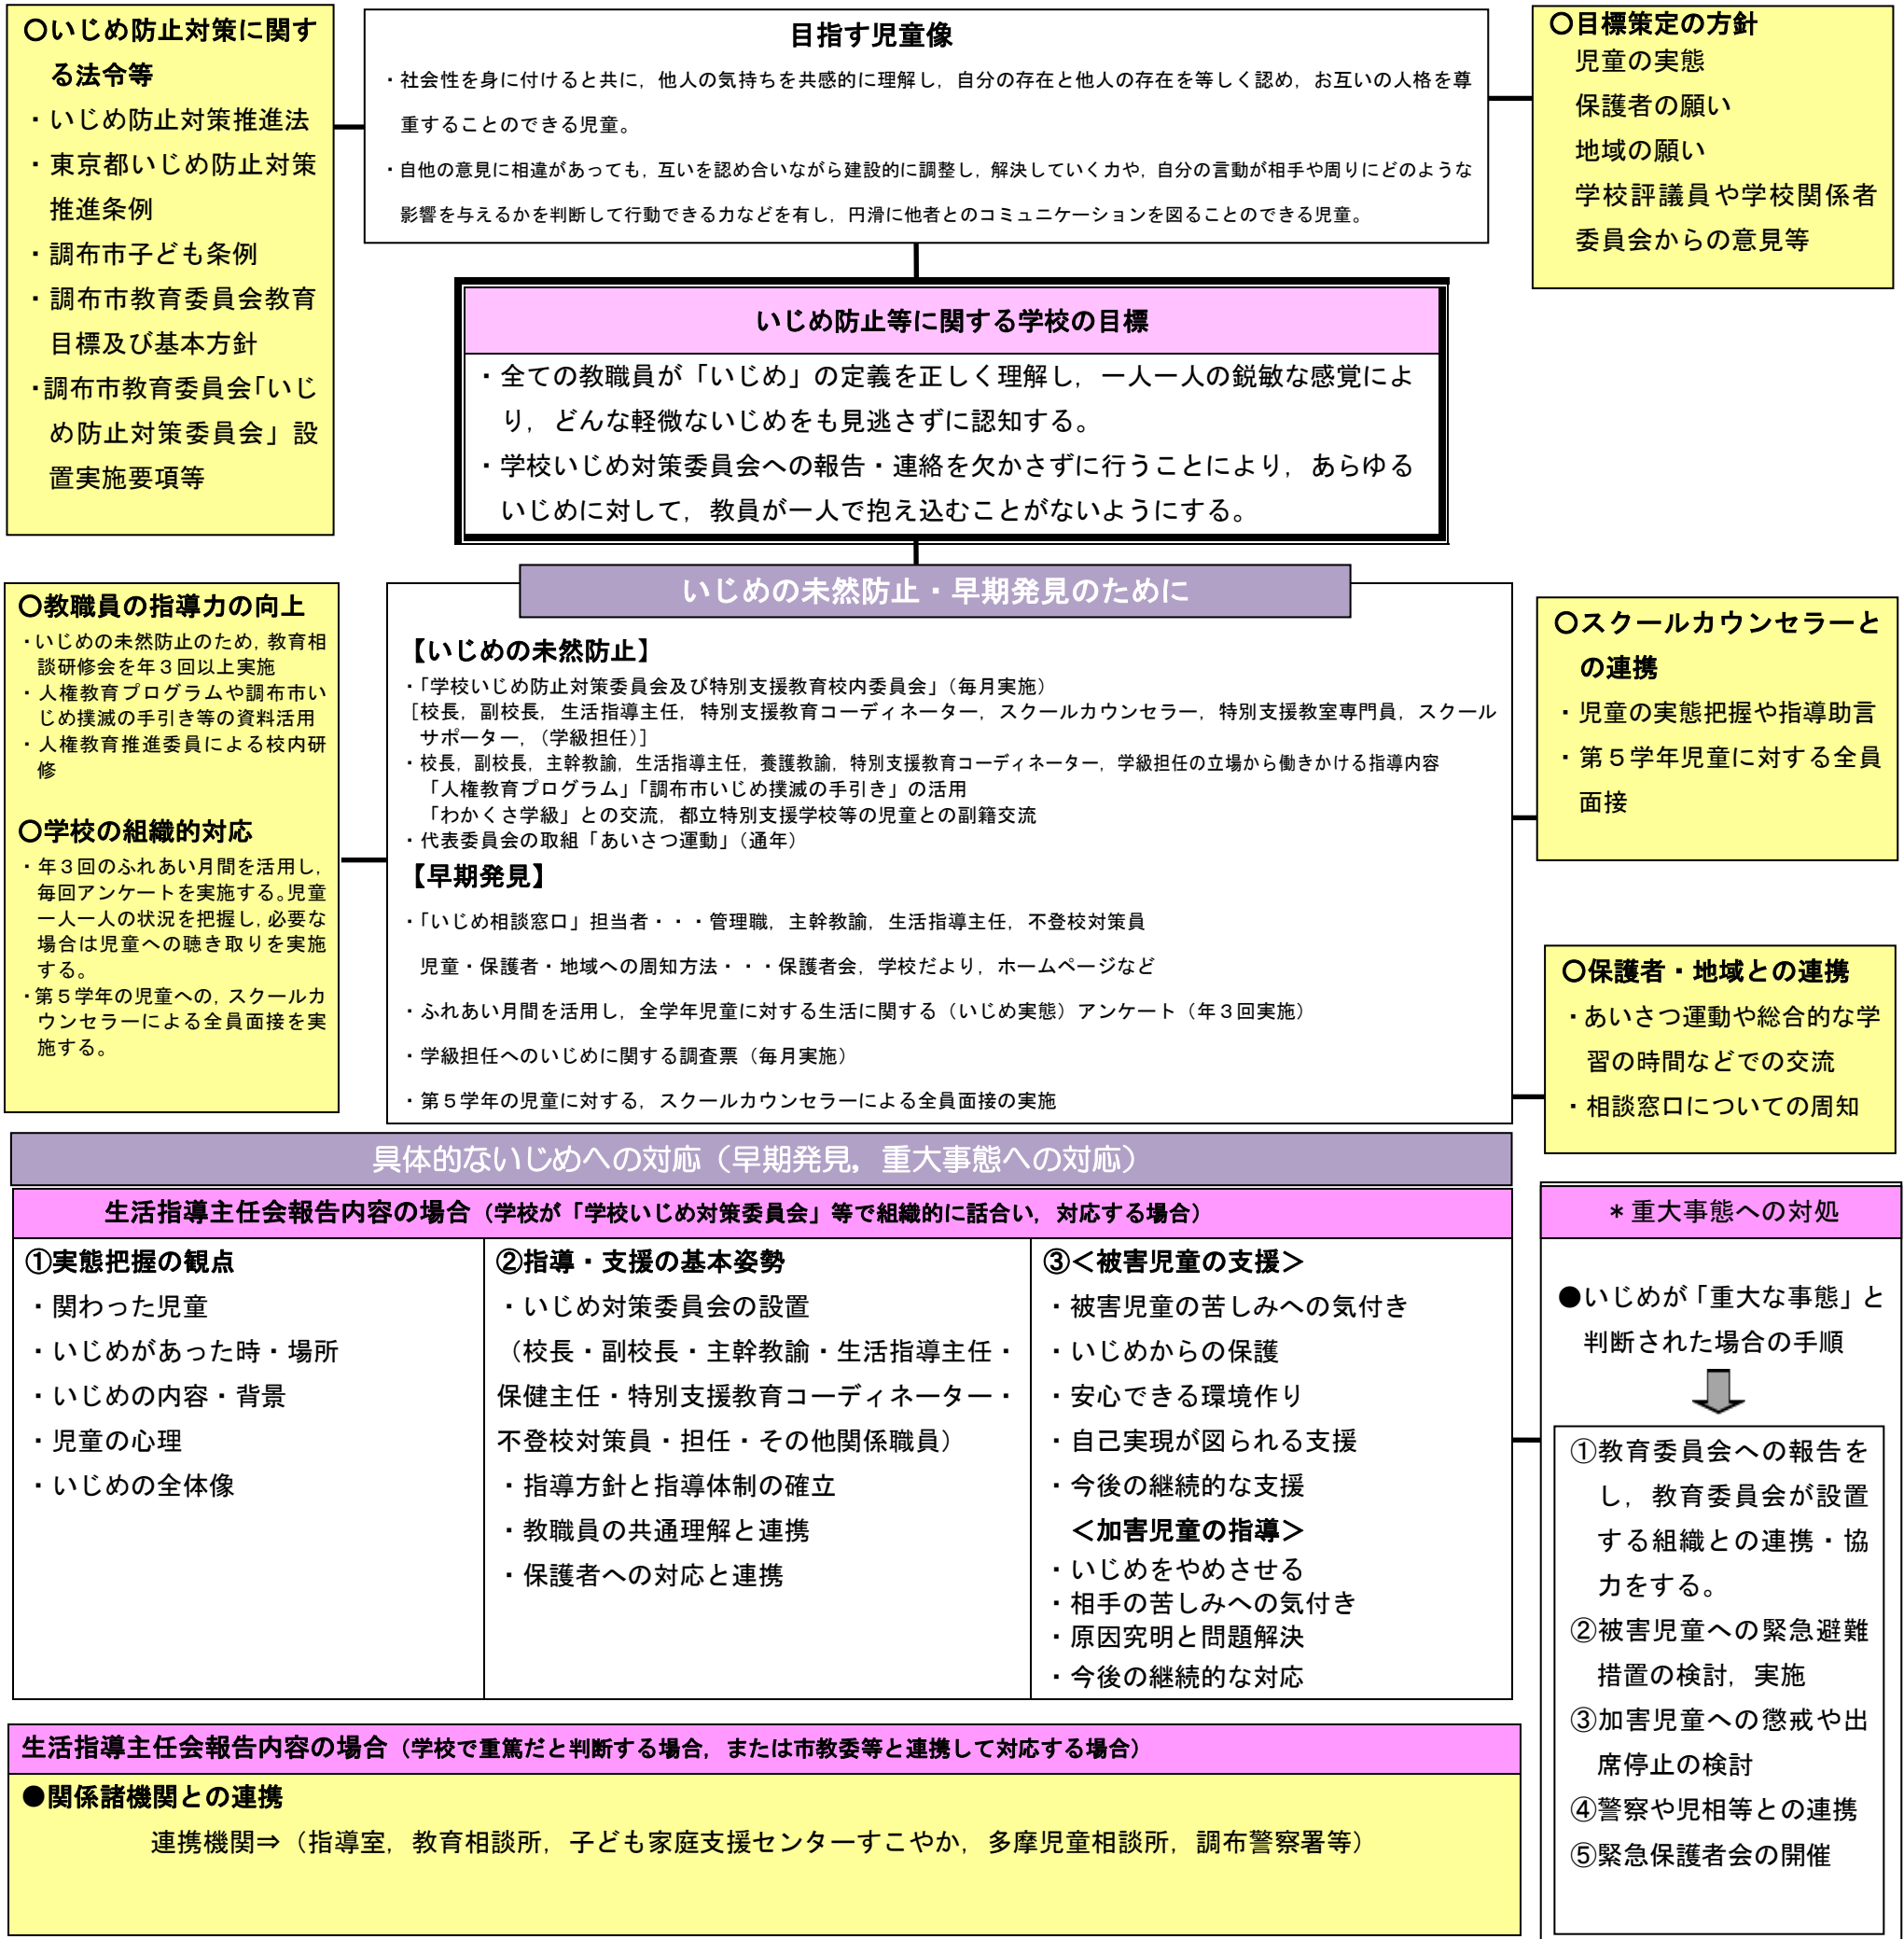 〇いじめ防止対策に関す
る法令等
・いじめ防止対策推進法
・東京都いじめ防止対策
推進条例
・調布市子ども条例
・調布市教育委員会教育
目標及び基本方針
・調布市教育委員会「いじ
め防止対策委員会」設
置実施要項等
目指す児童像
・社会性を身に付けると共に，他人の気持ちを共感的に理解し，自分の存在と他人の存在を等しく認め，お互いの人格を尊
重することのできる児童。
・自他の意見に相違があっても，互いを認め合いながら建設的に調整し，解決していく力や，自分の言動が相手や周りにどのような
影響を与えるかを判断して行動できる力などを有し，円滑に他者とのコミュニケーションを図ることのできる児童。
〇目標策定の方針
児童の実態
保護者の願い
地域の願い
学校評議員や学校関係者
委員会からの意見等
いじめ防止等に関する学校の目標
・全ての教職員が「いじめ」の定義を正しく理解し，一人一人の鋭敏な感覚によ
り，どんな軽微ないじめをも見逃さずに認知する。
・学校いじめ対策委員会への報告・連絡を欠かさずに行うことにより，あらゆる
いじめに対して，教員が一人で抱え込むことがないようにする。
〇教職員の指導力の向上
・いじめの未然防止のため，教育相
談研修会を年３回以上実施
・人権教育プログラムや調布市い
じめ撲滅の手引き等の資料活用
・人権教育推進委員による校内研
修
〇学校の組織的対応
・年３回のふれあい月間を活用し，
毎回アンケートを実施する。児童
一人一人の状況を把握し，必要な
場合は児童への聴き取りを実施
する。
・第５学年の児童への，スクールカ
ウンセラーによる全員面接を実
施する。
いじめの未然防止・早期発見のために
【いじめの未然防止】
・「学校いじめ防止対策委員会及び特別支援教育校内委員会」（毎月実施）
［校長，副校長，生活指導主任，特別支援教育コーディネーター，スクールカウンセラー，特別支援教室専門員，スクール
サポーター，（学級担任）］
・校長，副校長，主幹教諭，生活指導主任，養護教諭，特別支援教育コーディネーター，学級担任の立場から働きかける指導内容
「人権教育プログラム」「調布市いじめ撲滅の手引き」の活用
「わかくさ学級」との交流，都立特別支援学校等の児童との副籍交流
・代表委員会の取組「あいさつ運動」（通年）
【早期発見】
・「いじめ相談窓口」担当者・・・管理職，主幹教諭，生活指導主任，不登校対策員
児童・保護者・地域への周知方法・・・保護者会，学校だより，ホームページなど
・ふれあい月間を活用し，全学年児童に対する生活に関する（いじめ実態）アンケート（年３回実施）
・学級担任へのいじめに関する調査票（毎月実施）
・第５学年の児童に対する，スクールカウンセラーによる全員面接の実施
〇スクールカウンセラーと
の連携
・児童の実態把握や指導助言
・第５学年児童に対する全員
面接
〇保護者・地域との連携
・あいさつ運動や総合的な学
習の時間などでの交流
・相談窓口についての周知
具体的ないじめへの対応（早期発見，重大事態への対応）
生活指導主任会報告内容の場合（学校が「学校いじめ対策委員会」等で組織的に話合い，対応する場合）
①実態把握の観点
・関わった児童
・いじめがあった時・場所
・いじめの内容・背景
・児童の心理
・いじめの全体像
②指導・支援の基本姿勢
・いじめ対策委員会の設置
（校長・副校長・主幹教諭・生活指導主任・
保健主任・特別支援教育コーディネーター・
不登校対策員・担任・その他関係職員）
・指導方針と指導体制の確立
・教職員の共通理解と連携
・保護者への対応と連携
③＜被害児童の支援＞
・被害児童の苦しみへの気付き
・いじめからの保護
・安心できる環境作り
・自己実現が図られる支援
・今後の継続的な支援
＜加害児童の指導＞
・いじめをやめさせる
・相手の苦しみへの気付き
・原因究明と問題解決
・今後の継続的な対応
＊重大事態への対処
●いじめが「重大な事態」と
判断された場合の手順
①教育委員会への報告を
し，教育委員会が設置
する組織との連携・協
力をする。
②被害児童への緊急避難
措置の検討，実施
③加害児童への懲戒や出
席停止の検討
④警察や児相等との連携
⑤緊急保護者会の開催
生活指導主任会報告内容の場合（学校で重篤だと判断する場合，または市教委等と連携して対応する場合）
●関係諸機関との連携
連携機関⇒（指導室，教育相談所，子ども家庭支援センターすこやか，多摩児童相談所，調布警察署等）